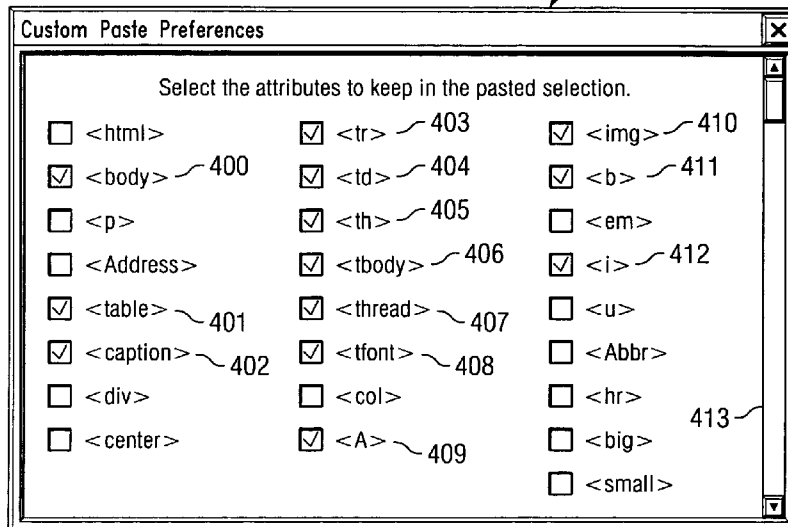 Custom Paste Preferences
Select the attributes to keep in the pasted selection.
<html>
<body> 400
<p>
<Address>
<table> 401
<caption> 402
<div>
<center>
<tr> 403
<td> 404
<th> 405
<tbody> 406
<thread> 407
<tfont> 408
<col>
<A> 409
<img> 410
<b> 411
<em>
<i> 412
<u>
<Abbr>
<hr>
<big>
<small>
413